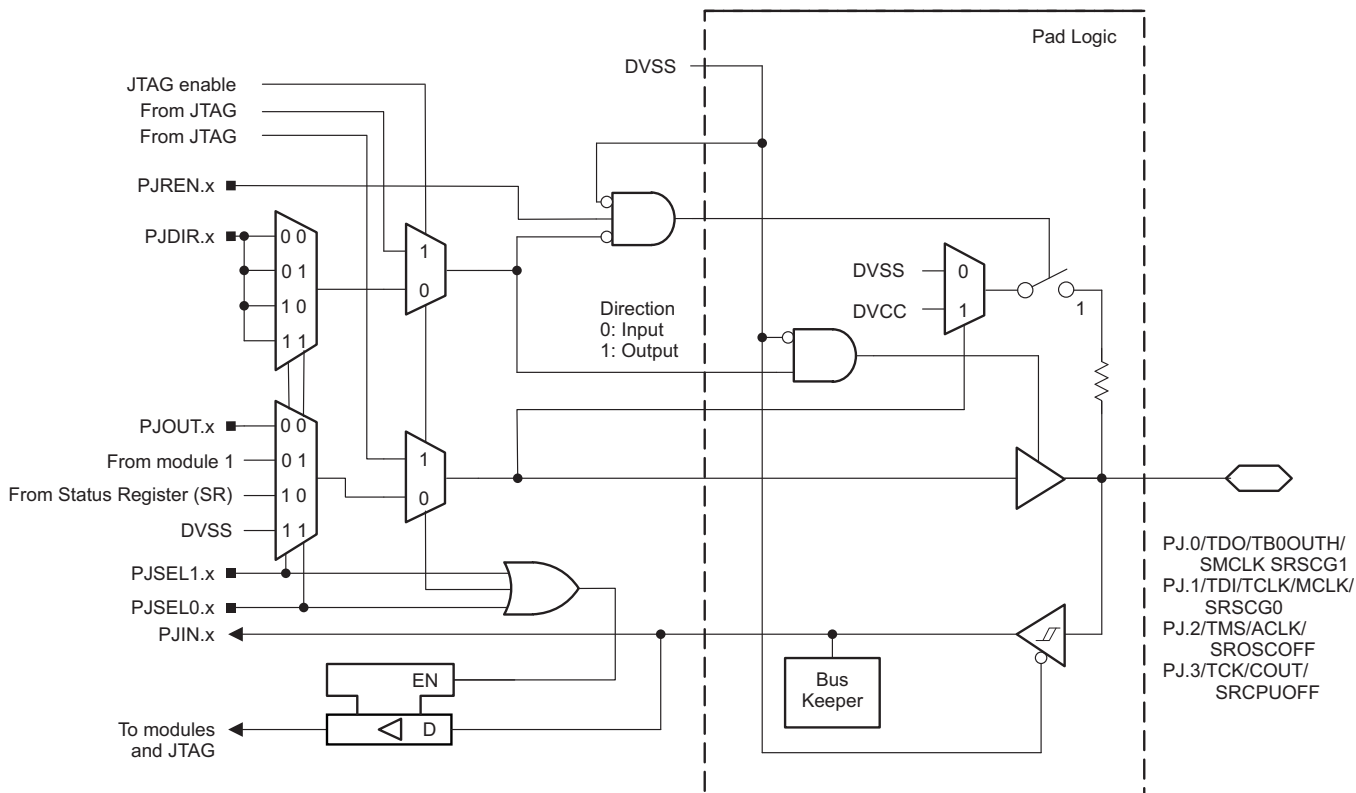 Pad Logic
DVSS
JTAG enable
From JTAG
From JTAG
PJREN.x
PJDIR.x
0 0
0 1
1 0
1 1
1
0
Direction
0: Input
1: Output
DVSS
DVCC
0
1
1
PJOUT.x
From module 1
From Status Register (SR)
DVSS
0 0
0 1
1 0
1 1
1
0
PJSEL1.x
PJSEL0.x
PJIN.x
EN
D
To modules
and JTAG
Bus
Keeper
PJ.0/TDO/TB0OUTH/
SMCLK SRSCG1
PJ.1/TDI/TCLK/MCLK/
SRSCG0
PJ.2/TMS/ACLK/
SROSCOFF
PJ.3/TCK/COUT/
SRCPUOFF